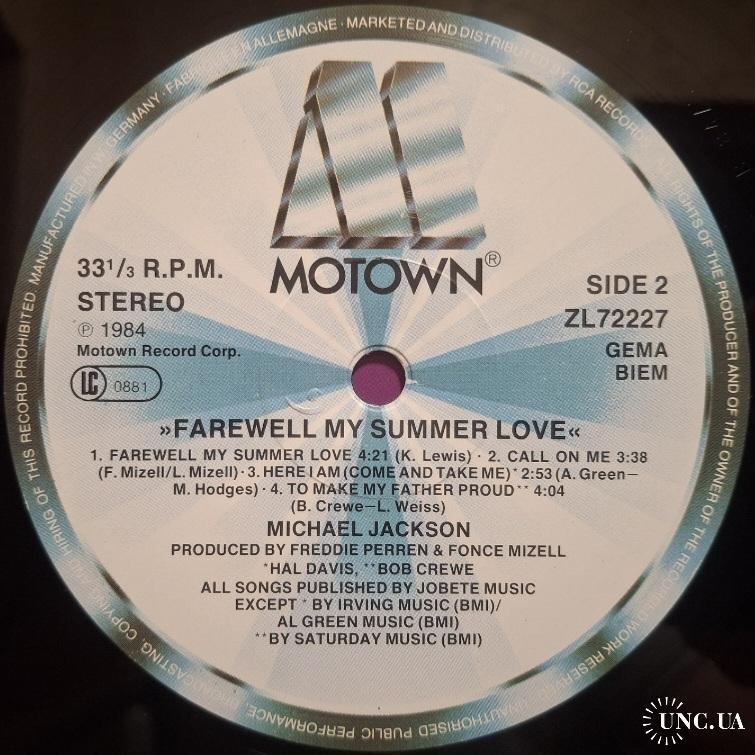 MANUFACTURED IN W. GERMANY · FABRIQUÉ EN ALLEMAGNE · MARKETED AND DISTRIBUTED BY RCA RECORDS
ALL RIGHTS OF THE PRODUCER AND OF THE OWNER OF THE RECORDED WORK RESERVED.
UNAUTHORISED PUBLIC PERFORMANCE, BROADCASTING, COPYING AND HIRING OF THIS RECORD PROHIBITED.
MOTOWN®
33 1/3 R.P.M.
STEREO
℗ 1984
Motown Record Corp.
LC 0881
SIDE 2
ZL72227
GEMA
BIEM
»FAREWELL MY SUMMER LOVE«
1. FAREWELL MY SUMMER LOVE 4:21 (K. Lewis) · 2. CALL ON ME 3:38
(F. Mizell/L. Mizell) · 3. HERE I AM (COME AND TAKE ME)* 2:53 (A. Green–
M. Hodges) · 4. TO MAKE MY FATHER PROUD** 4:04
(B. Crewe–L. Weiss)
MICHAEL JACKSON
PRODUCED BY FREDDIE PERREN & FONCE MIZELL
*HAL DAVIS, **BOB CREWE
ALL SONGS PUBLISHED BY JOBETE MUSIC
EXCEPT * BY IRVING MUSIC (BMI)/
AL GREEN MUSIC (BMI)
**BY SATURDAY MUSIC (BMI)
UNC.UA